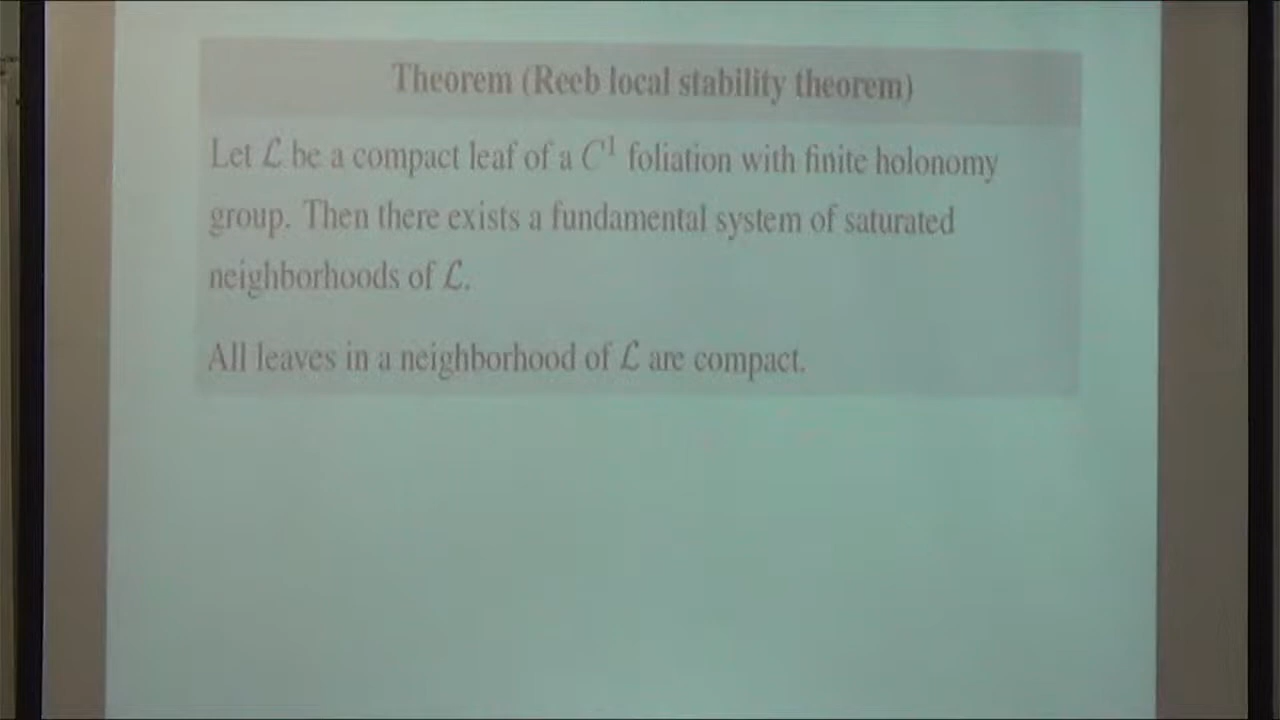 Theorem (Reeb local stability theorem)
Let ℒ be a compact leaf of a C¹ foliation with finite holonomy
group. Then there exists a fundamental system of saturated
neighborhoods of ℒ.
All leaves in a neighborhood of ℒ are compact.